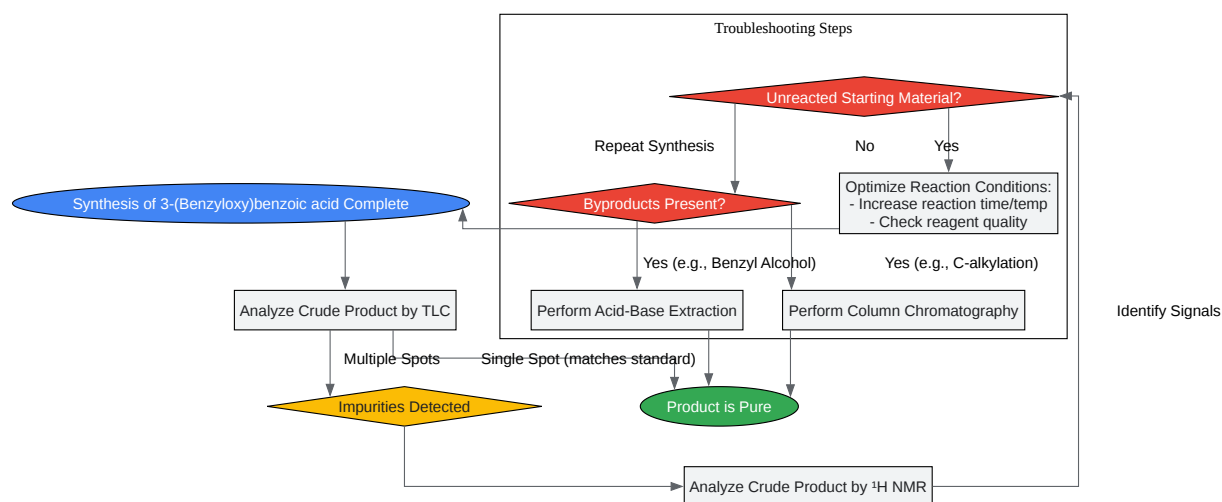 Troubleshooting Steps
Unreacted Starting Material?
Repeat Synthesis
No
Yes
Synthesis of 3-(Benzyloxy)benzoic acid Complete
Byproducts Present?
Optimize Reaction Conditions:
- Increase reaction time/temp
- Check reagent quality
Yes (e.g., Benzyl Alcohol)
Yes (e.g., C-alkylation)
Analyze Crude Product by TLC
Perform Acid-Base Extraction
Perform Column Chromatography
Identify Signals
Multiple Spots
Single Spot (matches standard)
Impurities Detected
Product is Pure
Analyze Crude Product by ¹H NMR